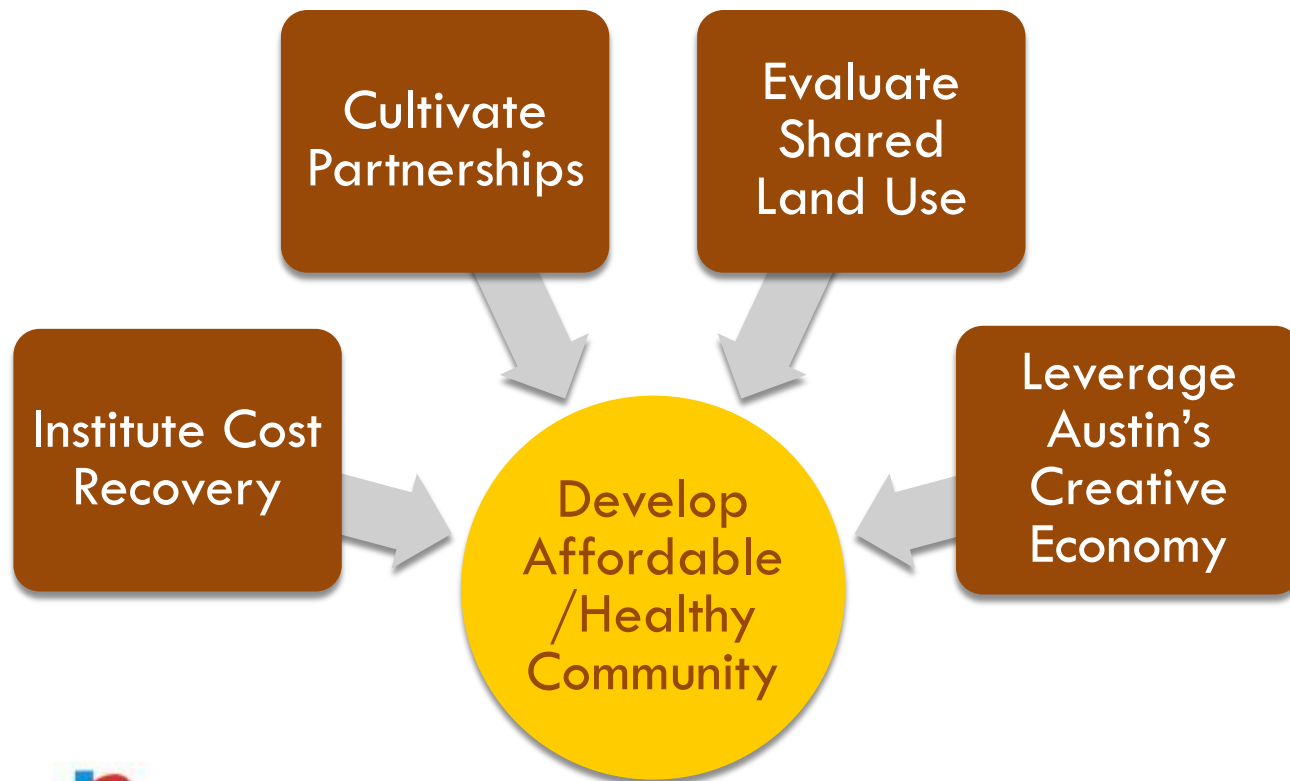 Cultivate
Partnerships
Evaluate
Shared
Land Use
Institute Cost
Recovery
Leverage
Austin’s
Creative
Economy
Develop
Affordable
/Healthy
Community